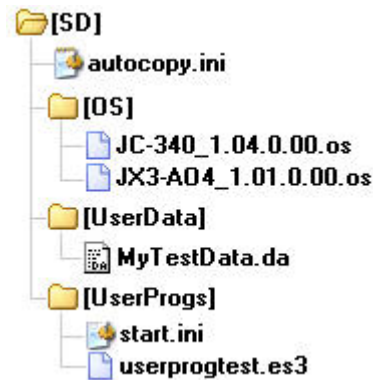 [SD]
autocopy.ini
[OS]
JC-340_1.04.0.00.os
JX3-AO4_1.01.0.00.os
[UserData]
MyTestData.da
[UserProgs]
start.ini
userprogtest.es3